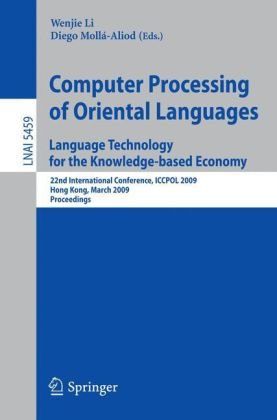 Wenjie Li
Diego Mollá-Aliod (Eds.)
LNAI 5459
Computer Processing
of Oriental Languages
Language Technology
for the Knowledge-based Economy
22nd International Conference, ICCPOL 2009
Hong Kong, March 2009
Proceedings
Springer